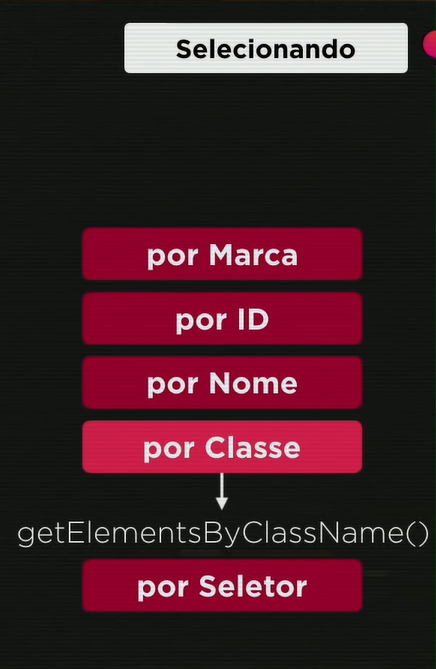 Selecionando
por Marca
por ID
por Nome
por Classe
getElementsByClassName()
por Seletor